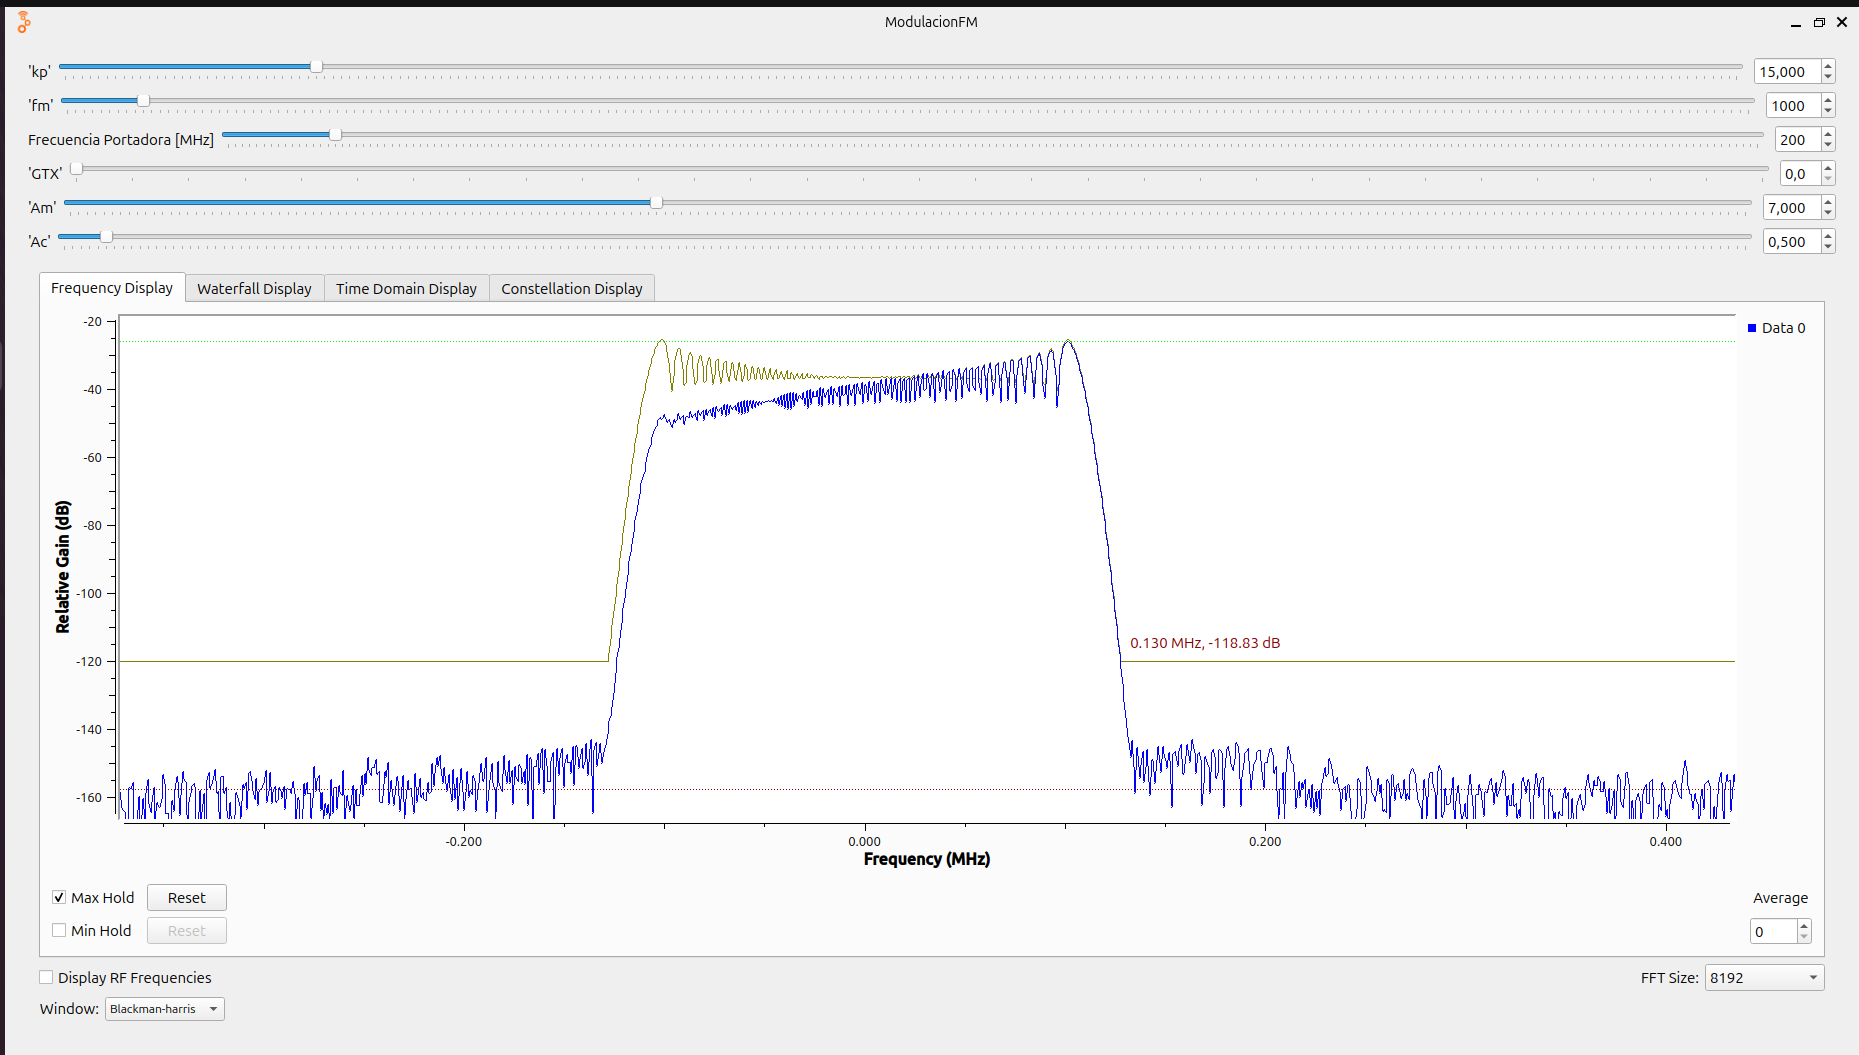 ModulacionFM
'kp' 15,000
'fm' 1000
Frecuencia Portadora [MHz] 200
'GTX' 0,0
'Am' 7,000
'Ac' 0,500
Frequency Display Waterfall Display Time Domain Display Constellation Display
Data 0
Relative Gain (dB)
-20
-40
-60
-80
-100
-120
-140
-160
0.130 MHz, -118.83 dB
-0.200 0.000 0.200 0.400
Frequency (MHz)
Max Hold Reset Average
Min Hold Reset 0
Display RF Frequencies FFT Size: 8192
Window: Blackman-harris